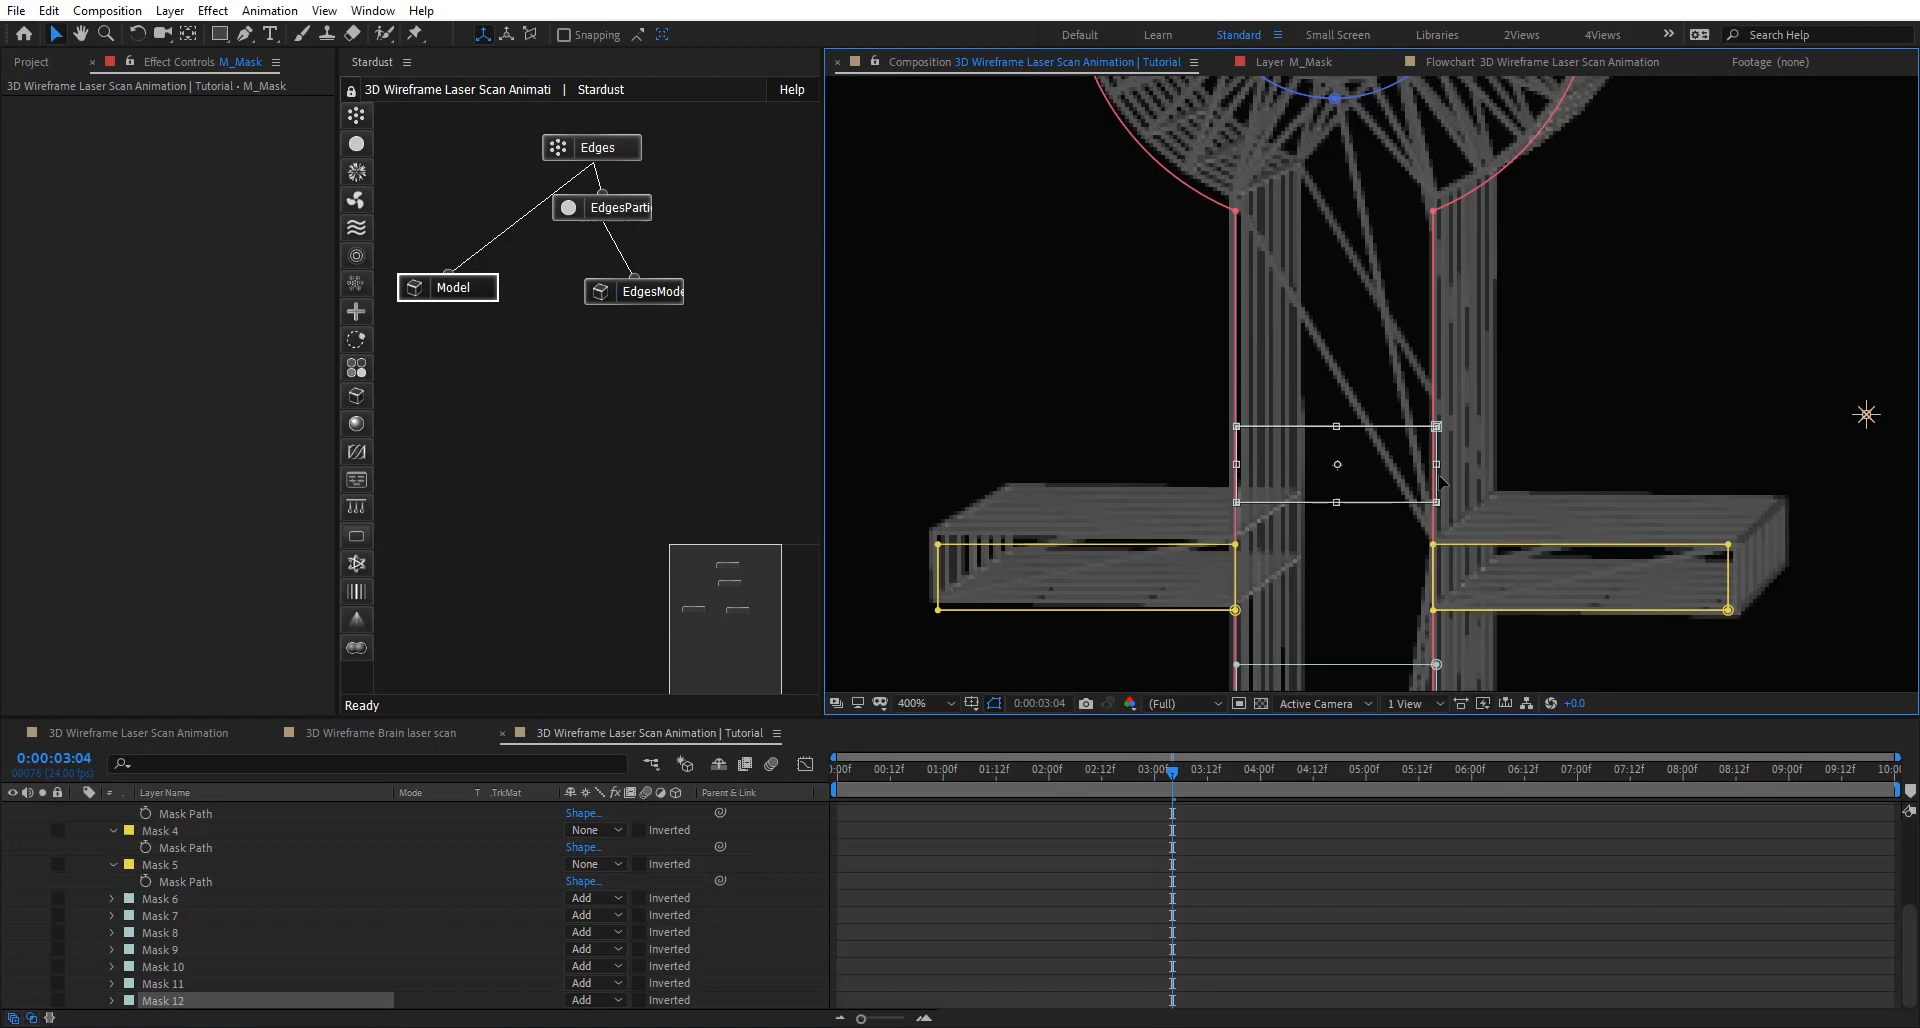 File Edit Composition Layer Effect Animation View Window Help
Snapping
Default Learn Standard Small Screen Libraries 2Views 4Views Search Help
Project × Effect Controls M_Mask
3D Wireframe Laser Scan Animation | Tutorial • M_Mask
Stardust
3D Wireframe Laser Scan Animati | Stardust Help
Edges
EdgesParti
Model
EdgesMode
Ready
× Composition 3D Wireframe Laser Scan Animation | Tutorial Layer M_Mask Flowchart 3D Wireframe Laser Scan Animation Footage (none)
400% 0:00:03:04 (Full) Active Camera 1 View +0.0
3D Wireframe Laser Scan Animation 3D Wireframe Brain laser scan × 3D Wireframe Laser Scan Animation | Tutorial
0:00:03:04
00076 (24.00 fps)
# Layer Name Mode T .TrkMat fx Parent & Link
):00f 00:12f 01:00f 01:12f 02:00f 02:12f 03:00f 03:12f 04:00f 04:12f 05:00f 05:12f 06:00f 06:12f 07:00f 07:12f 08:00f 08:12f 09:00f 09:12f 10:0(
Mask Path Shape...
Mask 4 None Inverted
Mask Path Shape...
Mask 5 None Inverted
Mask Path Shape...
Mask 6 Add Inverted
Mask 7 Add Inverted
Mask 8 Add Inverted
Mask 9 Add Inverted
Mask 10 Add Inverted
Mask 11 Add Inverted
Mask 12 Add Inverted